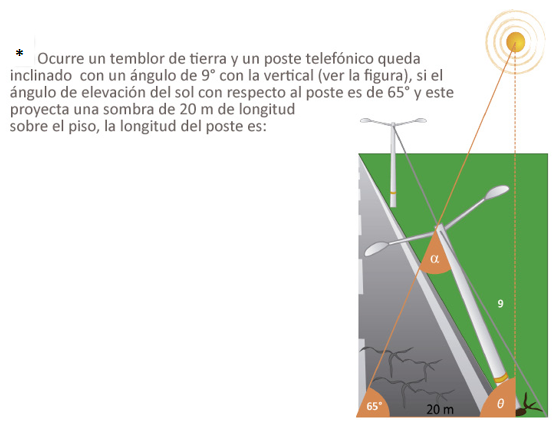 * Ocurre un temblor de tierra y un poste telefónico queda
inclinado con un ángulo de 9° con la vertical (ver la figura), si el
ángulo de elevación del sol con respecto al poste es de 65° y este
proyecta una sombra de 20 m de longitud
sobre el piso, la longitud del poste es:
α
9
65°
20 m
θ